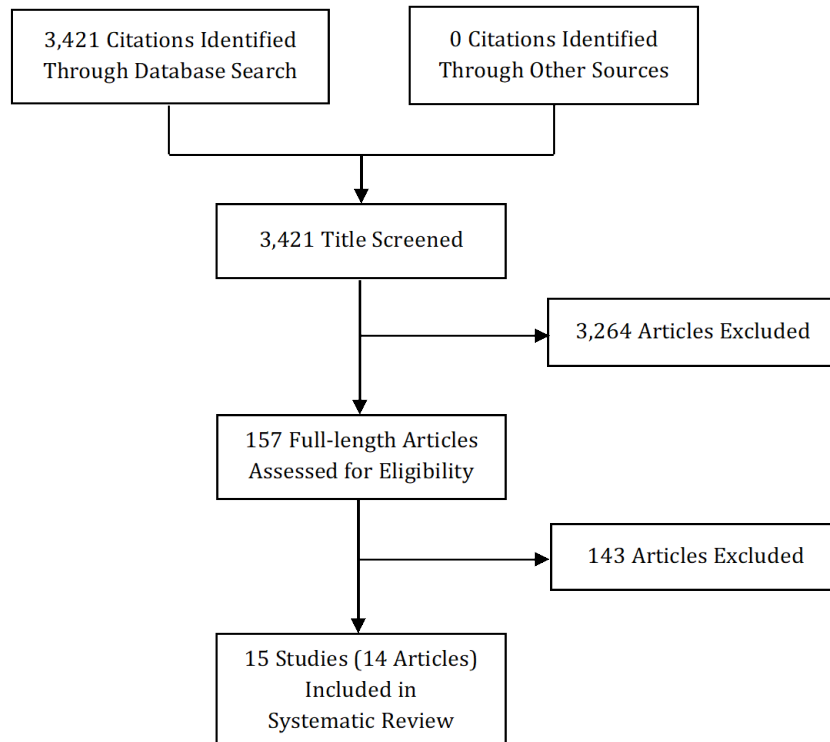 3,421 Citations Identified
Through Database Search
0 Citations Identified
Through Other Sources
3,421 Title Screened
3,264 Articles Excluded
157 Full-length Articles
Assessed for Eligibility
143 Articles Excluded
15 Studies (14 Articles)
Included in
Systematic Review